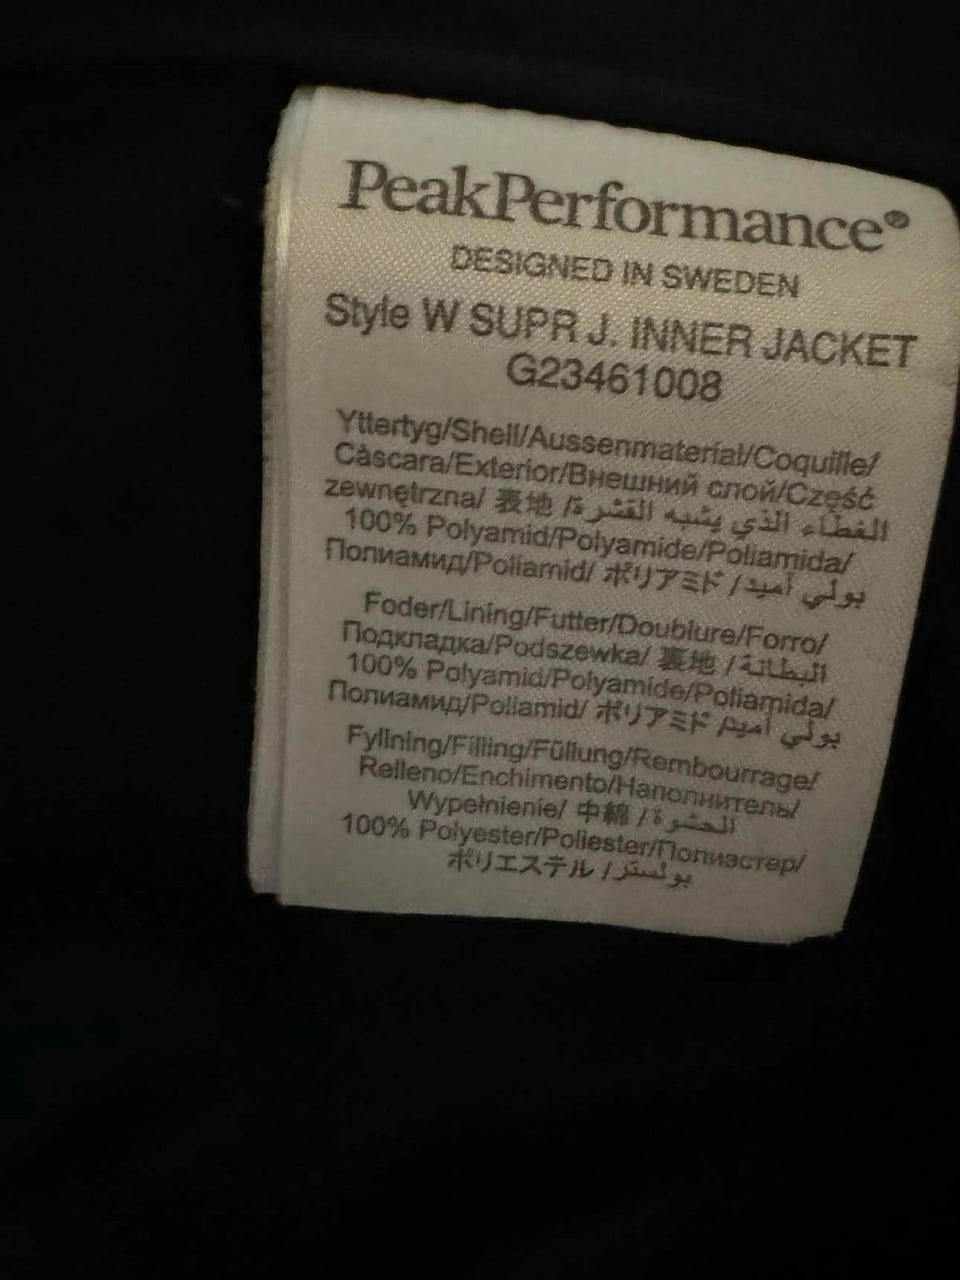 PeakPerformance®
DESIGNED IN SWEDEN
Style W SUPR J. INNER JACKET
G23461008
Yttertyg/Shell/Aussenmaterial/Coquille/
Càscara/Exterior/Внешний слой/Część
zewnętrzna/ 表地 /الغطاء الذي يشبه القشرة
100% Polyamid/Polyamide/Poliamida/
Полиамид/Poliamid/ ポリアミド /بولي أميد
Foder/Lining/Futter/Doublure/Forro/
Подкладка/Podszewka/ 裏地 /البطانة
100% Polyamid/Polyamide/Poliamida/
Полиамид/Poliamid/ ポリアミド /بولي أميد
Fyllning/Filling/Füllung/Rembourrage/
Relleno/Enchimento/Наполнитель/
Wypełnienie/ 中綿 /الحشوة
100% Polyester/Poliester/Полиэстер/
ポリエステル /بولستر